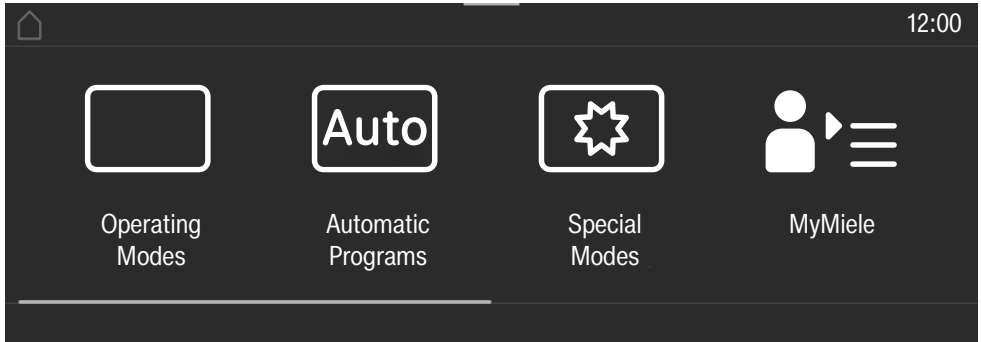 12:00
Auto
Operating
Modes
Automatic
Programs
Special
Modes
MyMiele